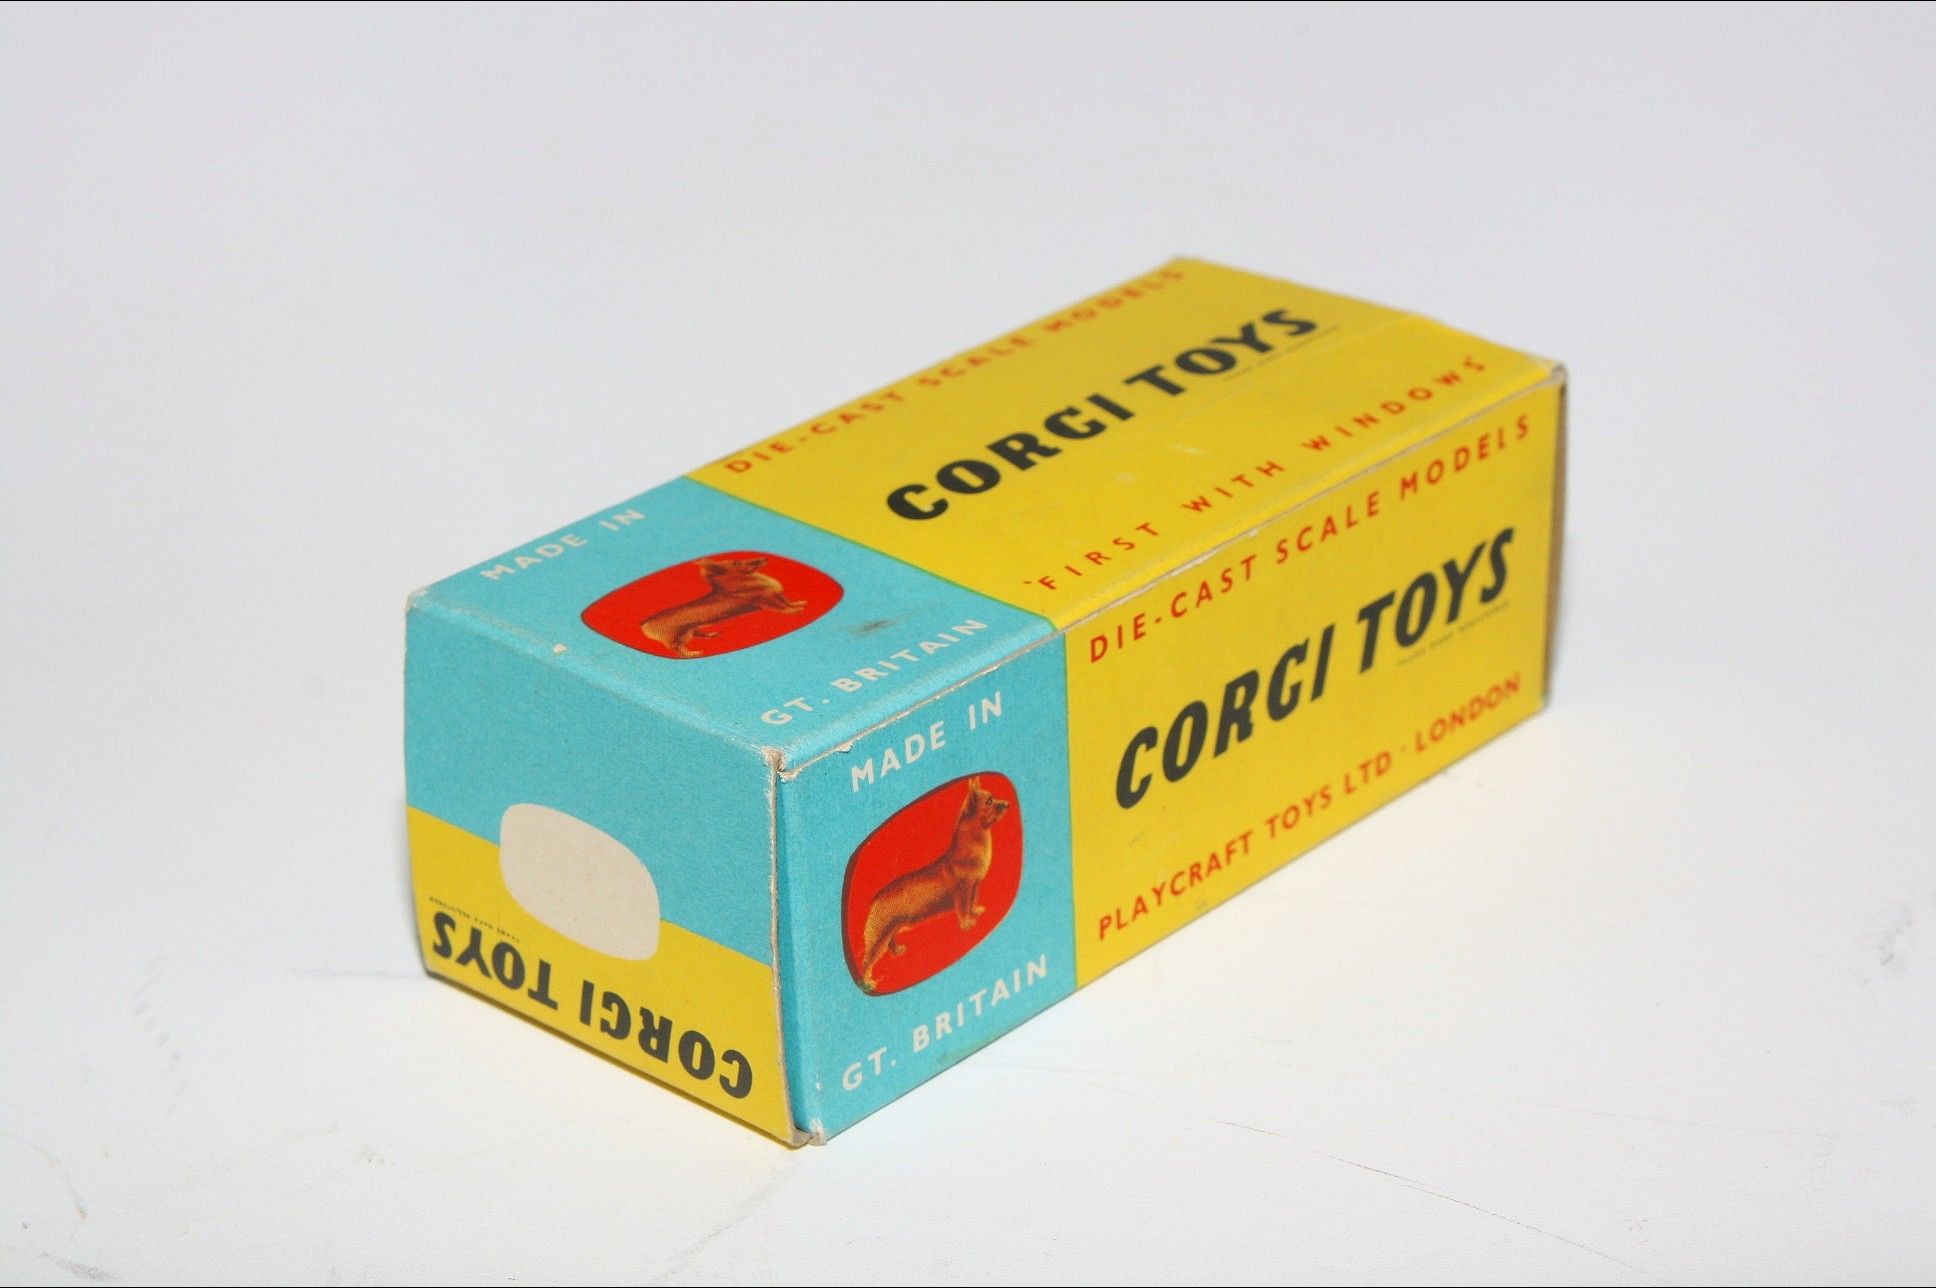 DIE-CAST SCALE MODELS
CORGI TOYS
'FIRST WITH WINDOWS
MADE IN
GT. BRITAIN
DIE-CAST SCALE MODELS
CORGI TOYS
PLAYCRAFT TOYS LTD · LONDON
MADE IN
GT. BRITAIN
CORGI TOYS